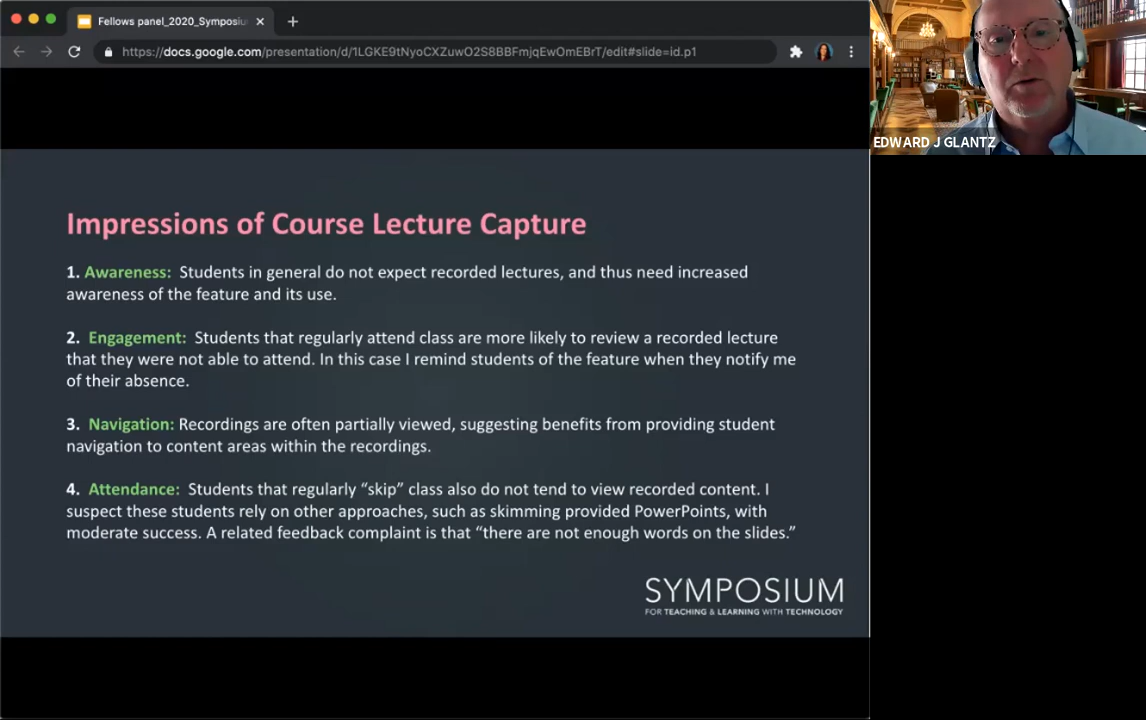 Fellows panel_2020_Symposiu
https://docs.google.com/presentation/d/1LGKE9tNyoCXZuwO2S8BBFmjqEwOmEBrT/edit#slide=id.p1
EDWARD J GLANTZ
Impressions of Course Lecture Capture
1. Awareness: Students in general do not expect recorded lectures, and thus need increased
awareness of the feature and its use.
2. Engagement: Students that regularly attend class are more likely to review a recorded lecture
that they were not able to attend. In this case I remind students of the feature when they notify me
of their absence.
3. Navigation: Recordings are often partially viewed, suggesting benefits from providing student
navigation to content areas within the recordings.
4. Attendance: Students that regularly “skip” class also do not tend to view recorded content. I
suspect these students rely on other approaches, such as skimming provided PowerPoints, with
moderate success. A related feedback complaint is that “there are not enough words on the slides.”
SYMPOSIUM
FOR TEACHING & LEARNING WITH TECHNOLOGY